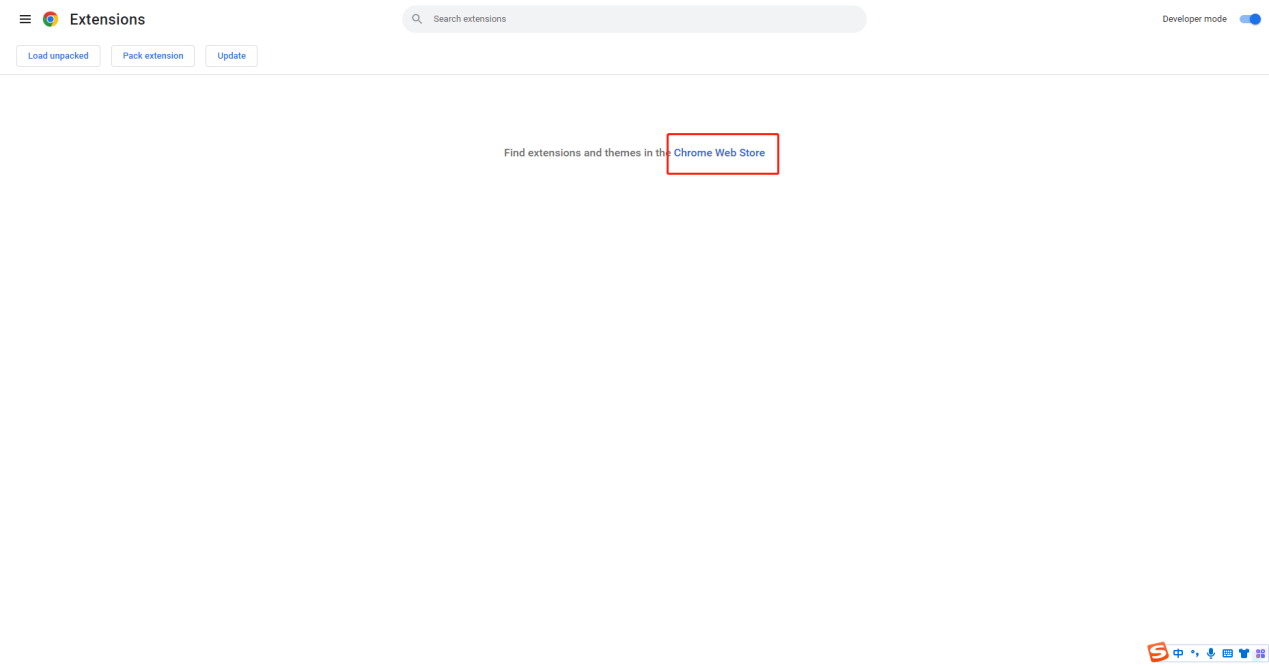 Extensions
Search extensions
Developer mode
Load unpacked
Pack extension
Update
Find extensions and themes in the Chrome Web Store
S中